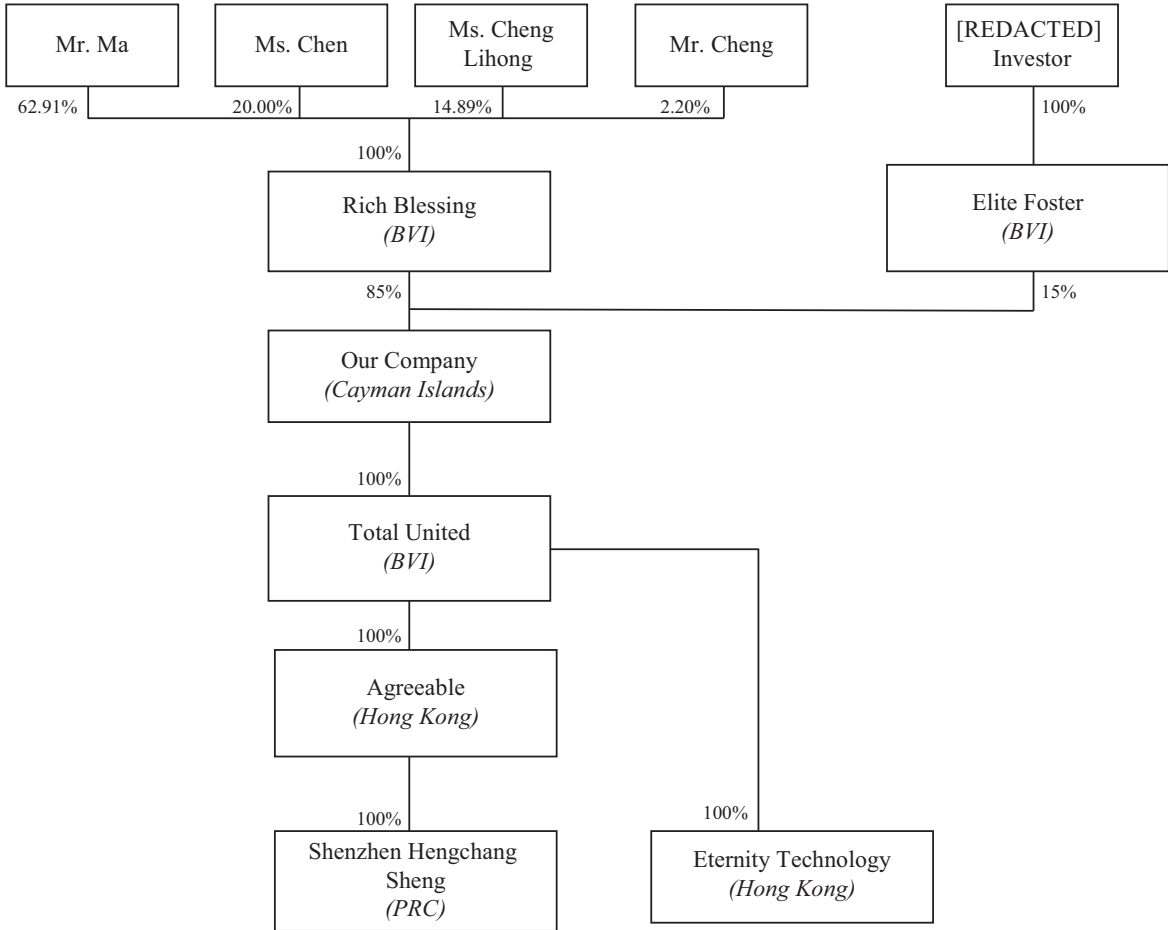 Mr. Ma
Ms. Chen
Ms. Cheng
Lihong
Mr. Cheng
[REDACTED]
Investor
62.91%
20.00%
14.89%
2.20%
100%
100%
Rich Blessing
(BVI)
Elite Foster
(BVI)
85%
15%
Our Company
(Cayman Islands)
100%
Total United
(BVI)
100%
Agreeable
(Hong Kong)
100%
100%
Shenzhen Hengchang
Sheng
(PRC)
Eternity Technology
(Hong Kong)